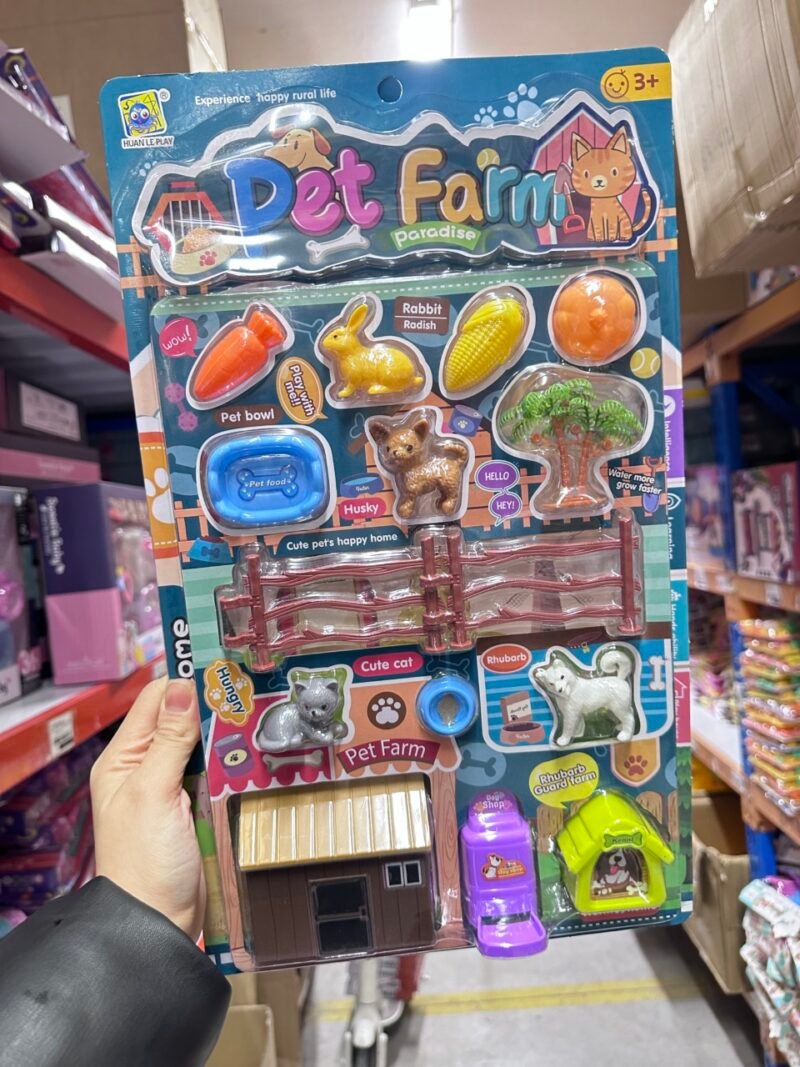 HUAN LE PLAY
®
Experience happy rural life
3+
Pet Farm
Paradise
wow!
Rabbit
Radish
Play with
me!!
Pet bowl
Pet food
Husky
HELLO
HEY!
Water more
grow faster
Cute pet's happy home
Hungry
Cute cat
Rhubarb
Pet Farm
Rhubarb
Guard farm
Dog
Shop